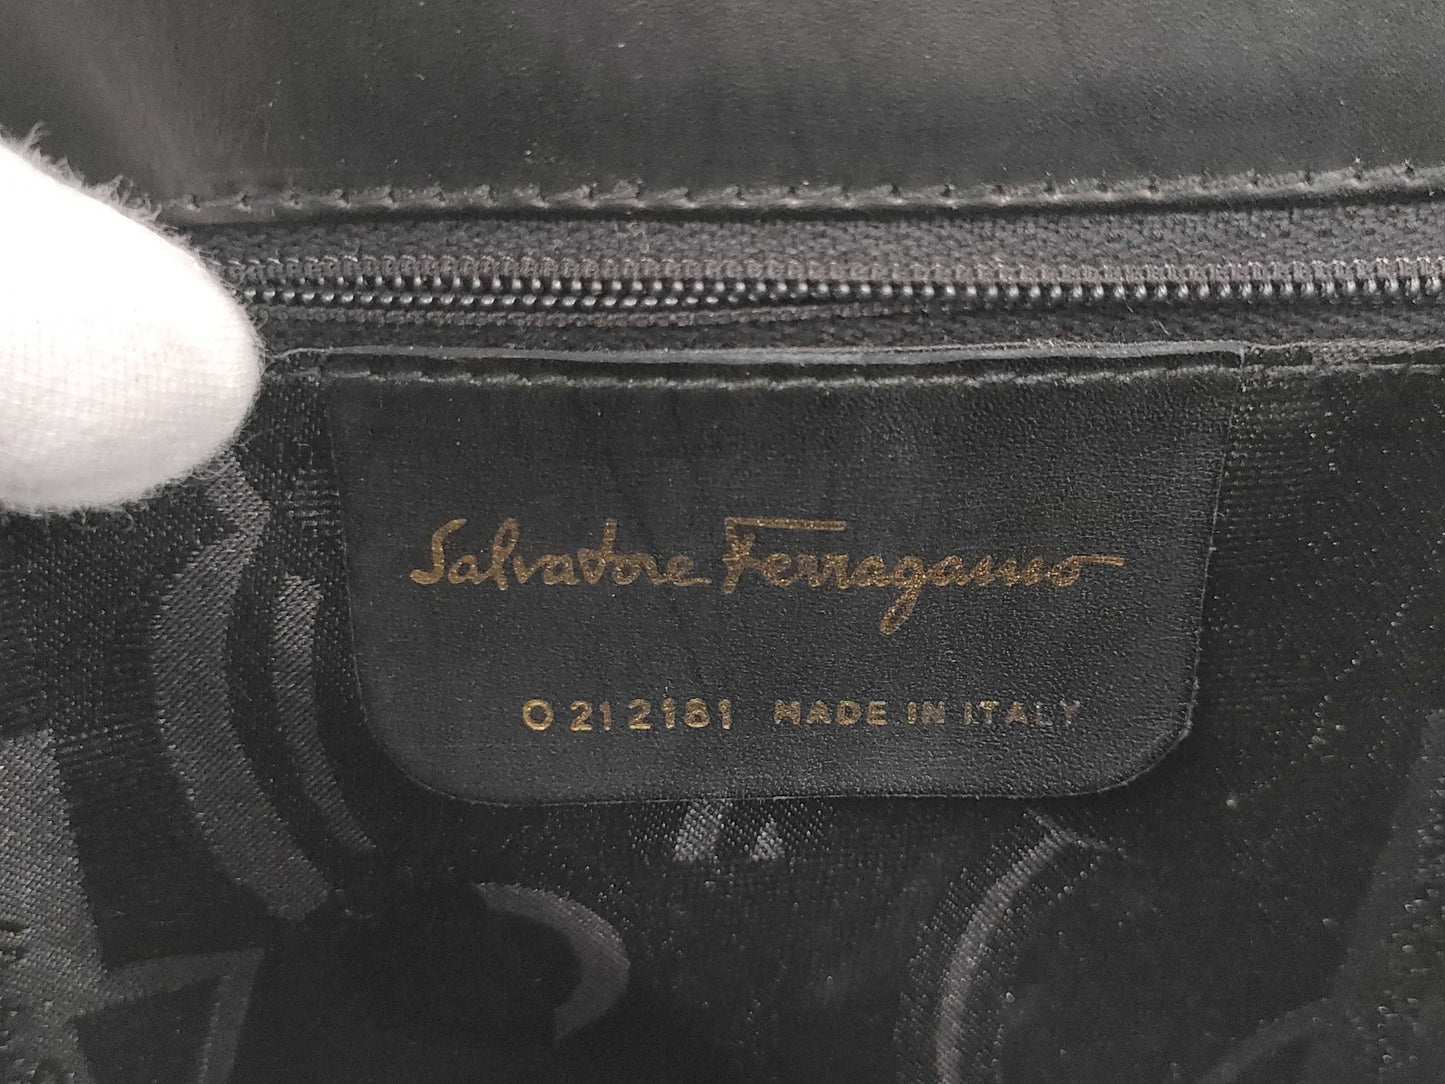 Salvatore Ferragamo
O 21 2181 MADE IN ITALY